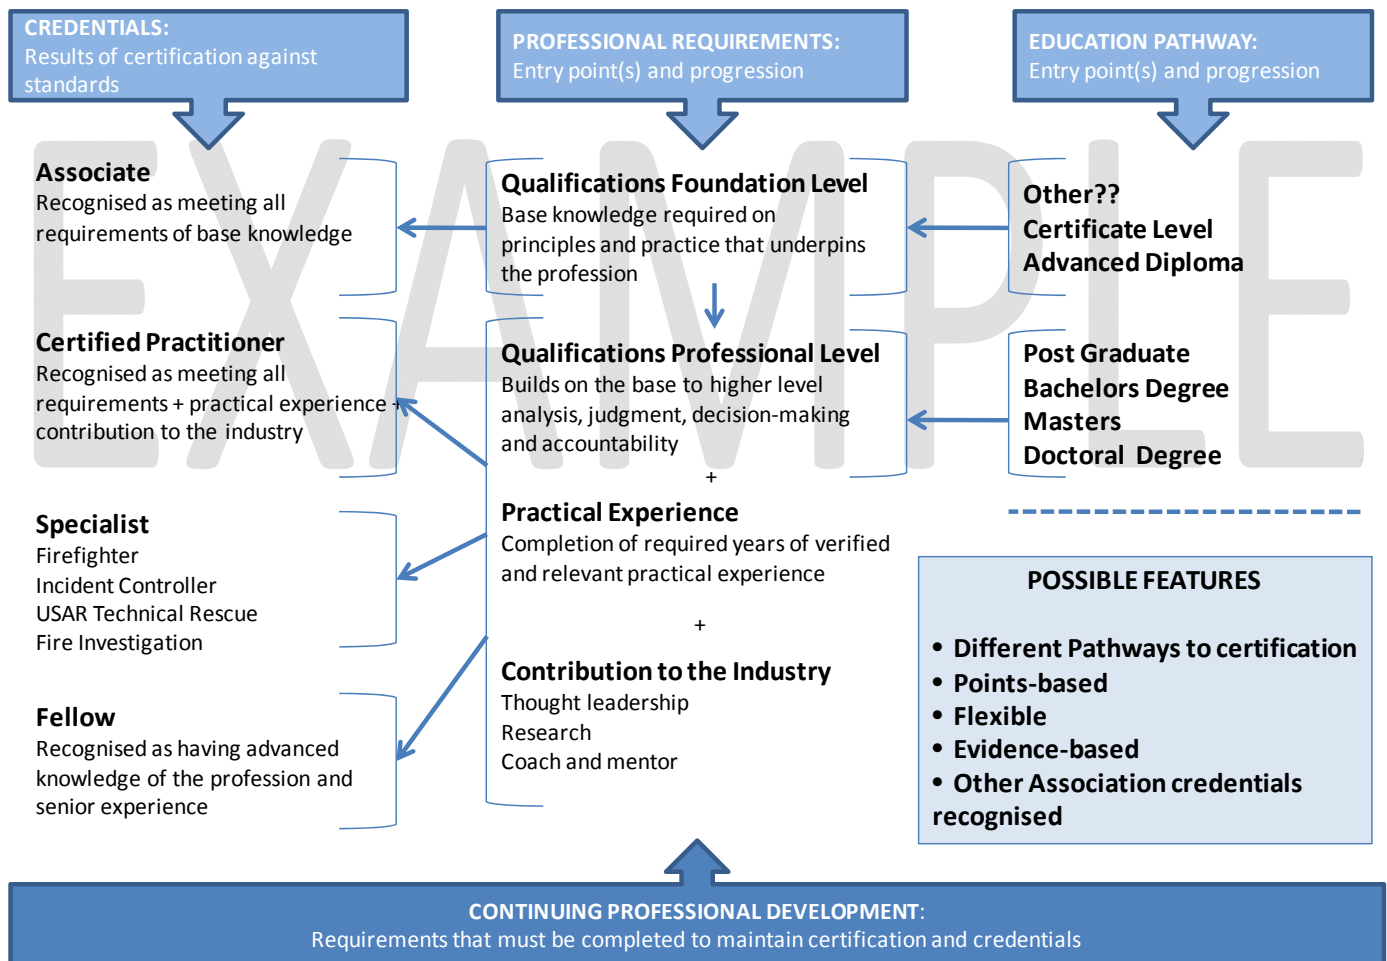 CREDENTIALS:
Results of certification against
standards
PROFESSIONAL REQUIREMENTS:
Entry point(s) and progression
EDUCATION PATHWAY:
Entry point(s) and progression
EXAMPLE
Associate
Recognised as meeting all
requirements of base knowledge
Certified Practitioner
Recognised as meeting all
requirements + practical experience +
contribution to the industry
Specialist
Firefighter
Incident Controller
USAR Technical Rescue
Fire Investigation
Fellow
Recognised as having advanced
knowledge of the profession and
senior experience
Qualifications Foundation Level
Base knowledge required on
principles and practice that underpins
the profession
Qualifications Professional Level
Builds on the base to higher level
analysis, judgment, decision-making
and accountability
+
Practical Experience
Completion of required years of verified
and relevant practical experience
+
Contribution to the Industry
Thought leadership
Research
Coach and mentor
Other??
Certificate Level
Advanced Diploma
Post Graduate
Bachelors Degree
Masters
Doctoral Degree
POSSIBLE FEATURES
• Different Pathways to certification
• Points-based
• Flexible
• Evidence-based
• Other Association credentials
recognised
CONTINUING PROFESSIONAL DEVELOPMENT:
Requirements that must be completed to maintain certification and credentials